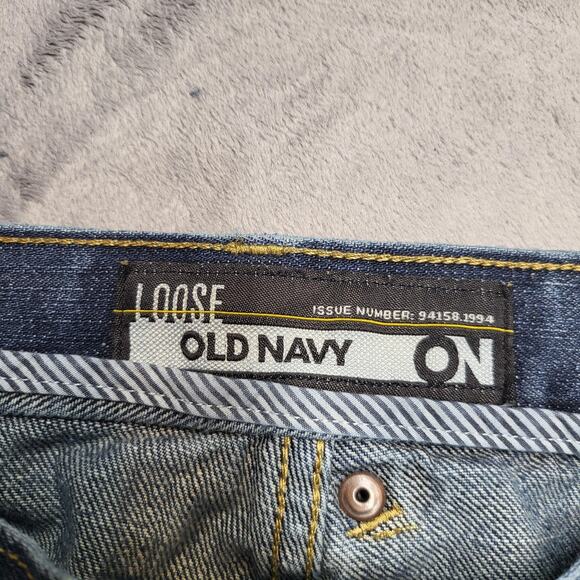 LOOSE
ISSUE NUMBER: 94158.1994
OLD NAVY
ON